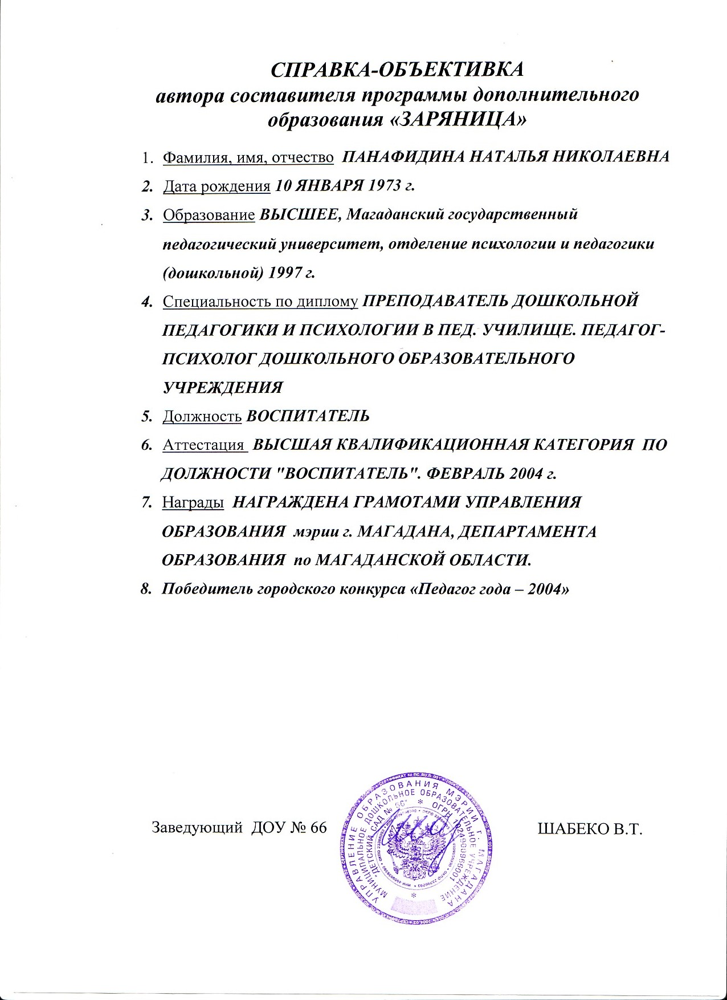 СПРАВКА-ОБЪЕКТИВКА
автора составителя программы дополнительного
образования «ЗАРЯНИЦА»
1. Фамилия, имя, отчество ПАНАФИДИНА НАТАЛЬЯ НИКОЛАЕВНА
2. Дата рождения 10 ЯНВАРЯ 1973 г.
3. Образование ВЫСШЕЕ, Магаданский государственный
педагогический университет, отделение психологии и педагогики
(дошкольной) 1997 г.
4. Специальность по диплому ПРЕПОДАВАТЕЛЬ ДОШКОЛЬНОЙ
ПЕДАГОГИКИ И ПСИХОЛОГИИ В ПЕД. УЧИЛИЩЕ. ПЕДАГОГ-
ПСИХОЛОГ ДОШКОЛЬНОГО ОБРАЗОВАТЕЛЬНОГО
УЧРЕЖДЕНИЯ
5. Должность ВОСПИТАТЕЛЬ
6. Аттестация ВЫСШАЯ КВАЛИФИКАЦИОННАЯ КАТЕГОРИЯ ПО
ДОЛЖНОСТИ "ВОСПИТАТЕЛЬ". ФЕВРАЛЬ 2004 г.
7. Награды НАГРАЖДЕНА ГРАМОТАМИ УПРАВЛЕНИЯ
ОБРАЗОВАНИЯ мэрии г. МАГАДАНА, ДЕПАРТАМЕНТА
ОБРАЗОВАНИЯ по МАГАДАНСКОЙ ОБЛАСТИ.
8. Победитель городского конкурса «Педагог года – 2004»
Заведующий ДОУ № 66
ШАБЕКО В.Т.
УПРАВЛЕНИЕ ОБРАЗОВАНИЯ МЭРИИ Г. МАГАДАНА
МУНИЦИПАЛЬНОЕ ДОШКОЛЬНОЕ ОБРАЗОВАТЕЛЬНОЕ УЧРЕЖДЕНИЕ
"ДЕТСКИЙ САД № 66" * ОГРН 1024900966001